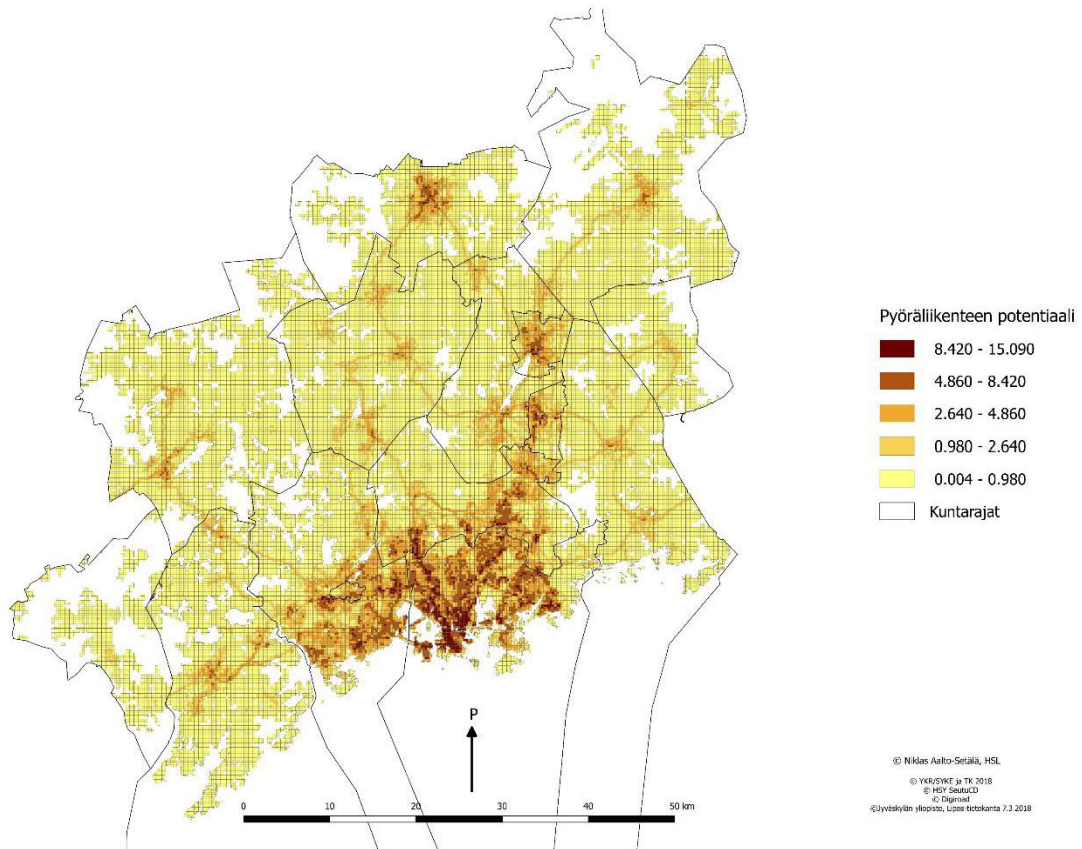 Pyöräliikenteen potentiaali
8.420 - 15.090
4.860 - 8.420
2.640 - 4.860
0.980 - 2.640
0.004 - 0.980
Kuntarajat
P
0 10 20 30 40 50 km
© Niklas Aalto-Setälä, HSL
© YKR/SYKE ja TK 2018
© HSY SeutuCD
© Digiroad
©Jyväskylän yliopisto, Lipas-tietokanta 7.3.2018